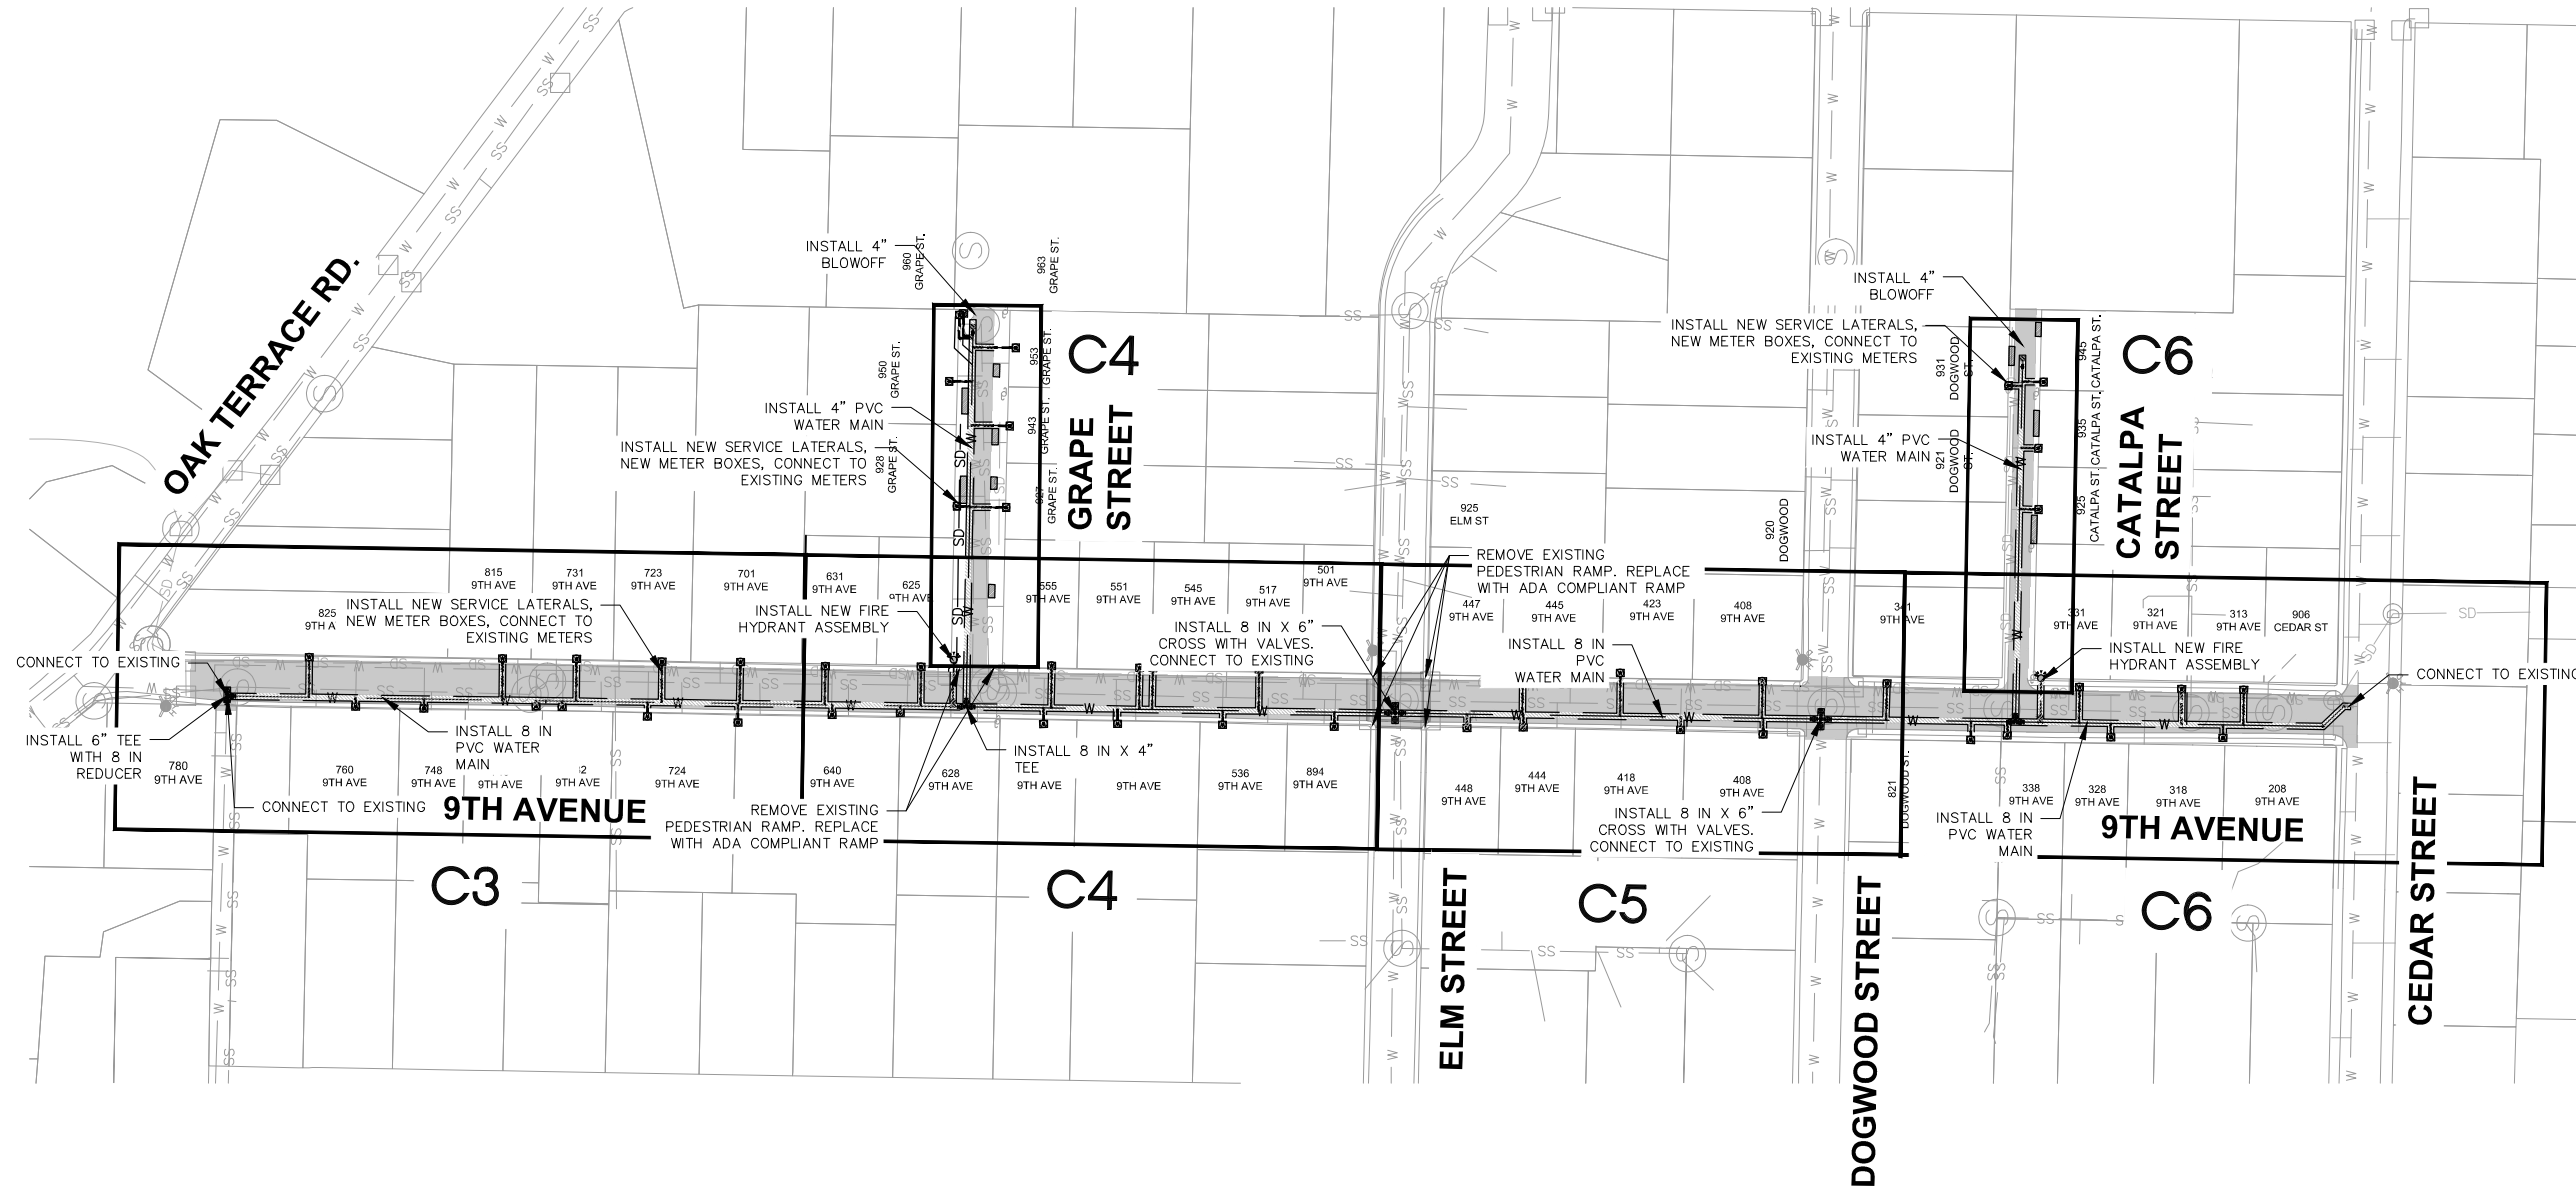 INSTALL 4”
BLOWOFF
960
GRAPE ST.
963
GRAPE ST.
OAK TERRACE RD.
INSTALL 4”
BLOWOFF
INSTALL NEW SERVICE LATERALS,
NEW METER BOXES, CONNECT TO
EXISTING METERS
931
DOGWOOD
ST.
945
CATALPA ST.
C6
C4
950
GRAPE ST.
953
GRAPE ST.
INSTALL 4” PVC
WATER MAIN
INSTALL NEW SERVICE LATERALS,
NEW METER BOXES, CONNECT TO
EXISTING METERS
928
GRAPE ST.
943
GRAPE ST.
GRAPE ST.
GRAPE
STREET
INSTALL 4” PVC
WATER MAIN
921
DOGWOOD
ST.
935
CATALPA ST.
925
CATALPA ST.
CATALPA
STREET
925
ELM ST
920
DOGWOOD
REMOVE EXISTING
PEDESTRIAN RAMP. REPLACE
WITH ADA COMPLIANT RAMP
815
9TH AVE
731
9TH AVE
723
9TH AVE
701
9TH AVE
631
9TH AVE
625
9TH AVE
555
9TH AVE
551
9TH AVE
545
9TH AVE
517
9TH AVE
501
9TH AVE
447
9TH AVE
445
9TH AVE
423
9TH AVE
408
9TH AVE
341
9TH AVE
331
9TH AVE
321
9TH AVE
313
9TH AVE
906
CEDAR ST
825
9TH A
INSTALL NEW SERVICE LATERALS,
NEW METER BOXES, CONNECT TO
EXISTING METERS
INSTALL NEW FIRE
HYDRANT ASSEMBLY
INSTALL 8 IN X 6”
CROSS WITH VALVES.
CONNECT TO EXISTING
INSTALL 8 IN
PVC
WATER MAIN
INSTALL NEW FIRE
HYDRANT ASSEMBLY
CONNECT TO EXISTING
CONNECT TO EXISTING
INSTALL 6” TEE
WITH 8 IN
REDUCER
INSTALL 8 IN
PVC WATER
MAIN
INSTALL 8 IN X 4”
TEE
780
9TH AVE
760
9TH AVE
748
9TH AVE
9TH AVE
9TH AVE
724
9TH AVE
640
9TH AVE
628
9TH AVE
9TH AVE
9TH AVE
536
9TH AVE
894
9TH AVE
448
9TH AVE
444
9TH AVE
418
9TH AVE
408
9TH AVE
821
DOGWOOD ST.
338
9TH AVE
328
9TH AVE
318
9TH AVE
208
9TH AVE
CONNECT TO EXISTING
9TH AVENUE
REMOVE EXISTING
PEDESTRIAN RAMP. REPLACE
WITH ADA COMPLIANT RAMP
INSTALL 8 IN X 6”
CROSS WITH VALVES.
CONNECT TO EXISTING
INSTALL 8 IN
PVC WATER
MAIN
9TH AVENUE
C3
C4
C5
C6
ELM STREET
DOGWOOD STREET
CEDAR STREET